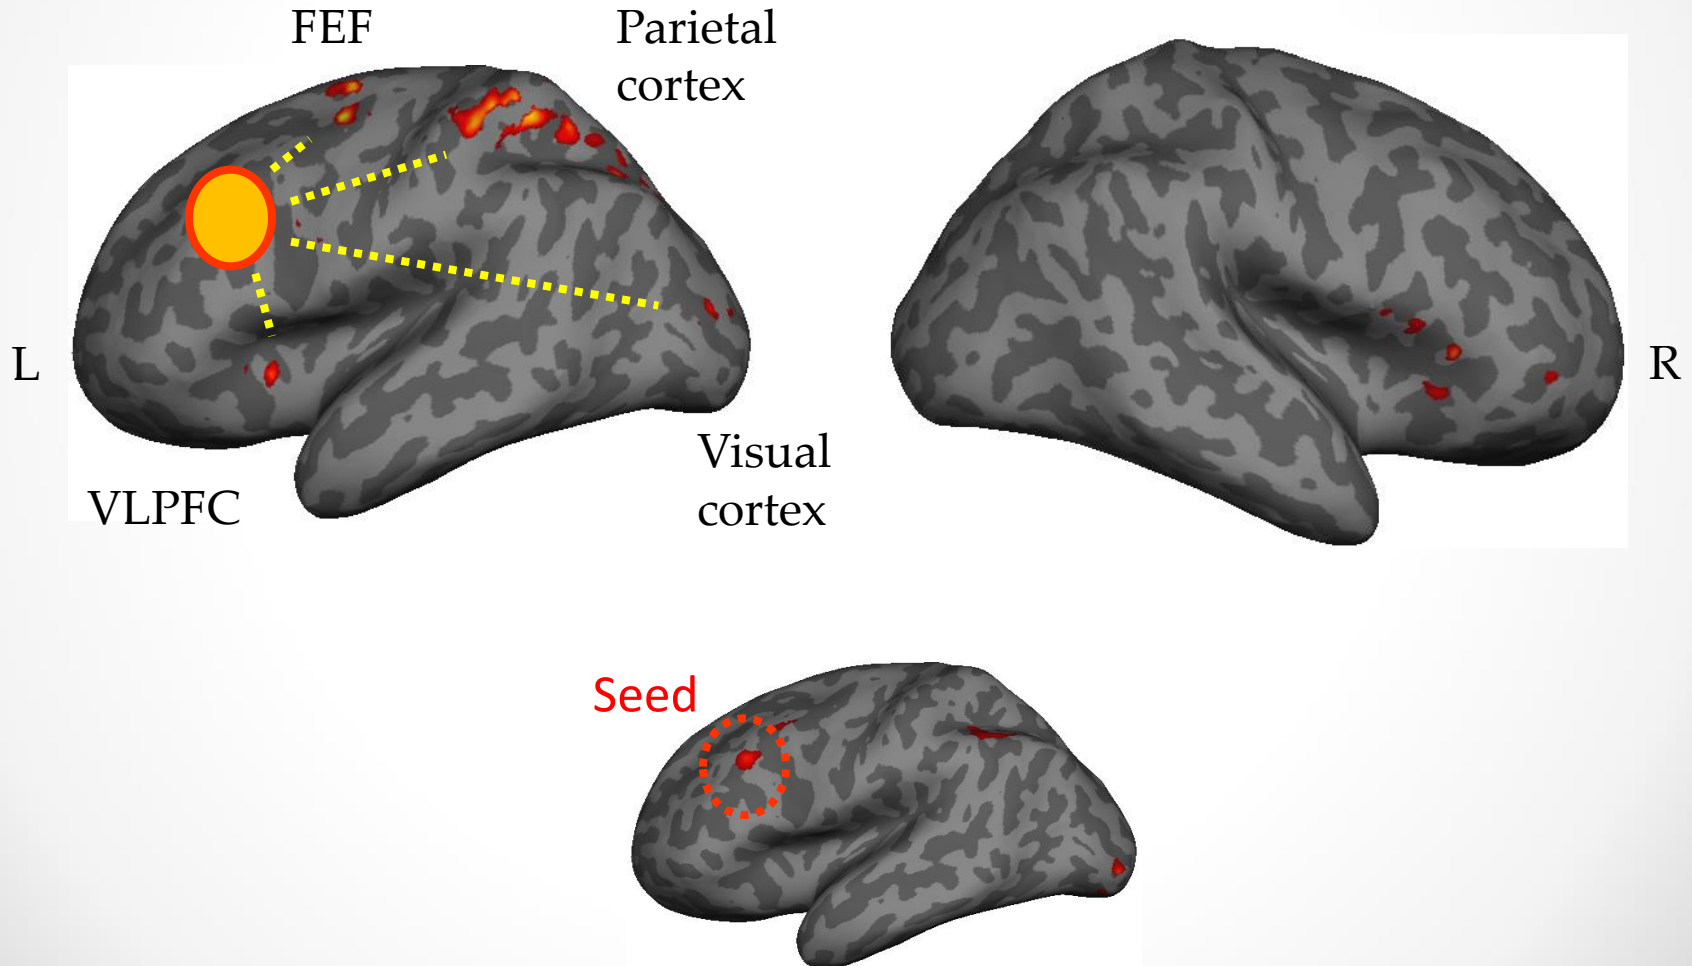 FEF
Parietal
cortex
L
R
VLPFC
Visual
cortex
Seed